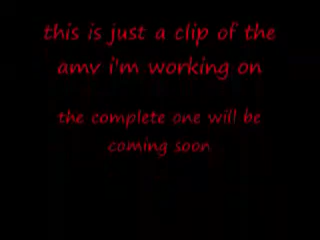 this is just a clip of the
amv i'm working on
the complete one will be
coming soon